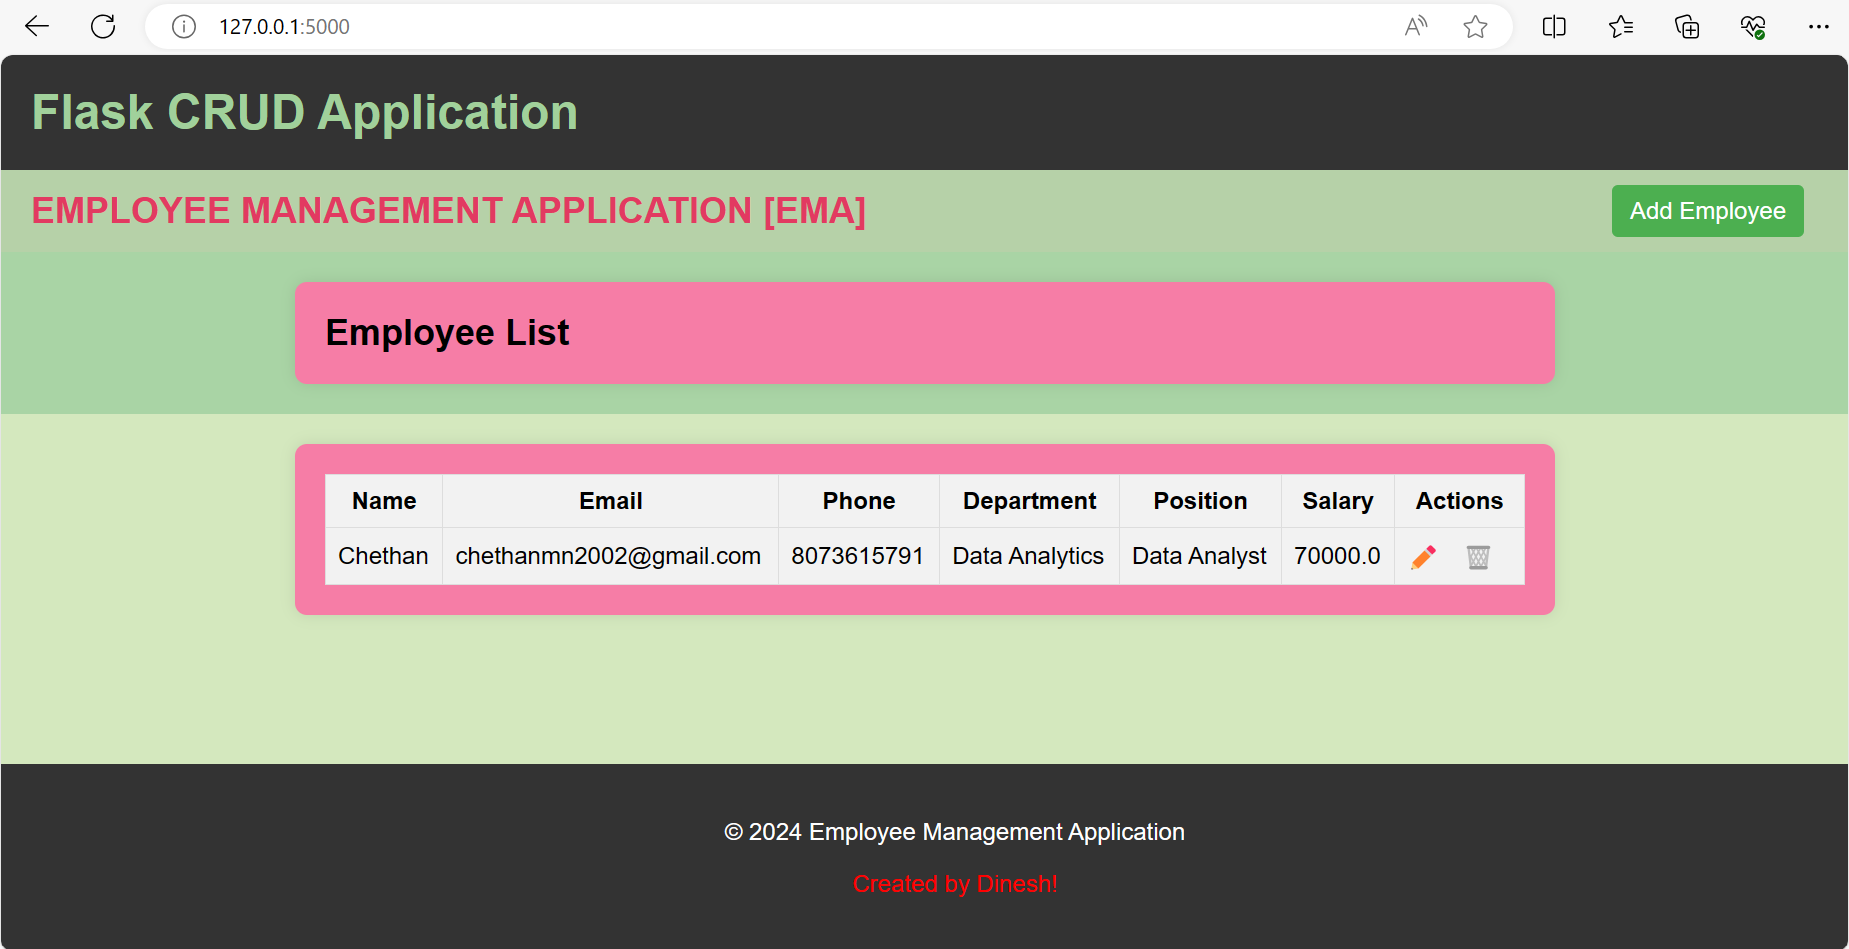 127.0.0.1:5000
Flask CRUD Application
EMPLOYEE MANAGEMENT APPLICATION [EMA]
Add Employee
Employee List
Name Email Phone Department Position Salary Actions
Chethan chethanmn2002@gmail.com 8073615791 Data Analytics Data Analyst 70000.0
© 2024 Employee Management Application
Created by Dinesh!